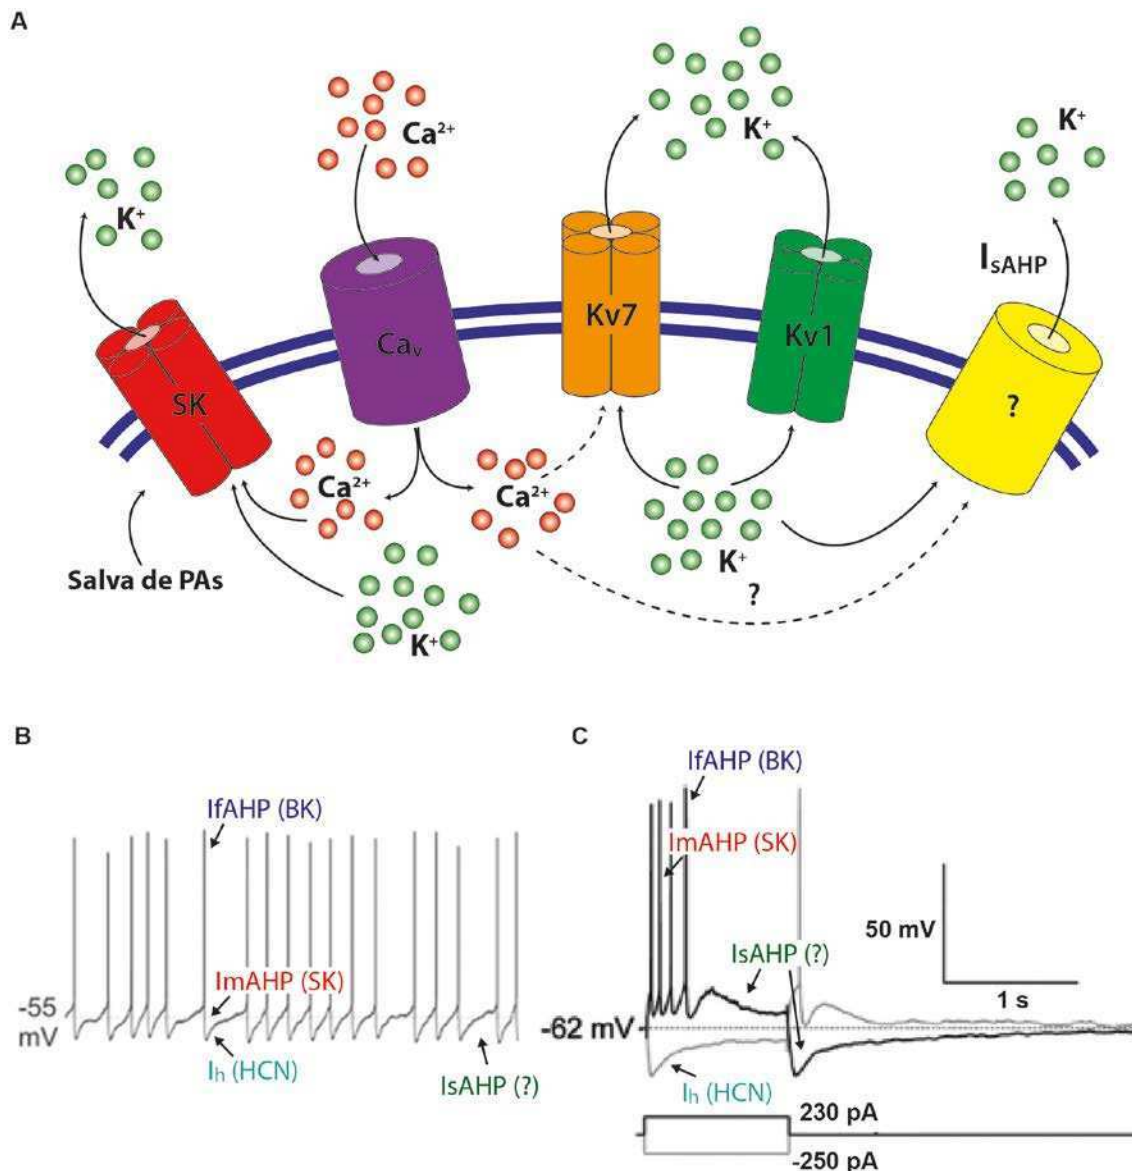 A
Ca²⁺
K⁺
K⁺
K⁺
IsAHP
SK
Cav
Kv7
Kv1
?
Ca²⁺
Ca²⁺
Salva de PAs
K⁺
K⁺
?
B
C
IfAHP (BK)
IfAHP (BK)
ImAHP (SK)
50 mV
1 s
IsAHP (?)
ImAHP (SK)
-55
mV
-62 mV
Ih (HCN)
IsAHP (?)
Ih (HCN)
230 pA
-250 pA